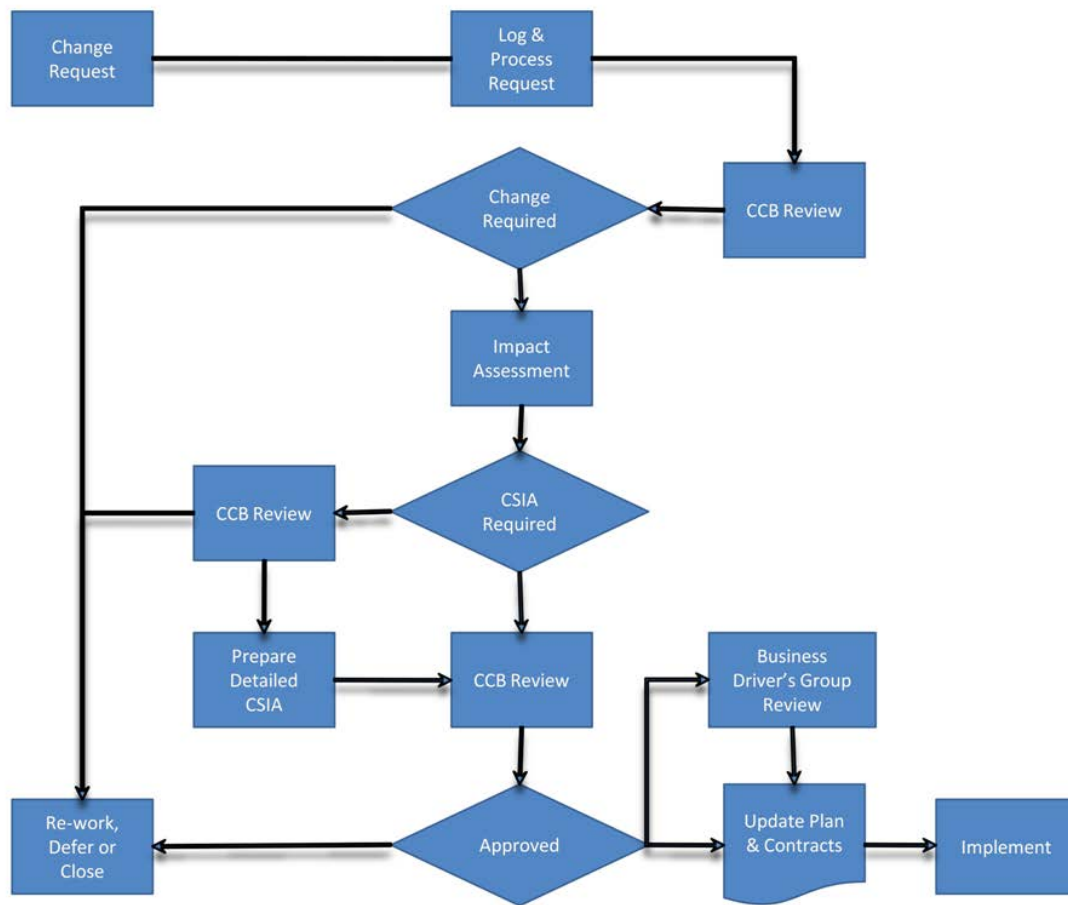 Change
Request
Log &
Process
Request
Change
Required
CCB Review
Impact
Assessment
CCB Review
CSIA
Required
Prepare
Detailed
CSIA
CCB Review
Business
Driver's Group
Review
Re-work,
Defer or
Close
Approved
Update Plan
& Contracts
Implement